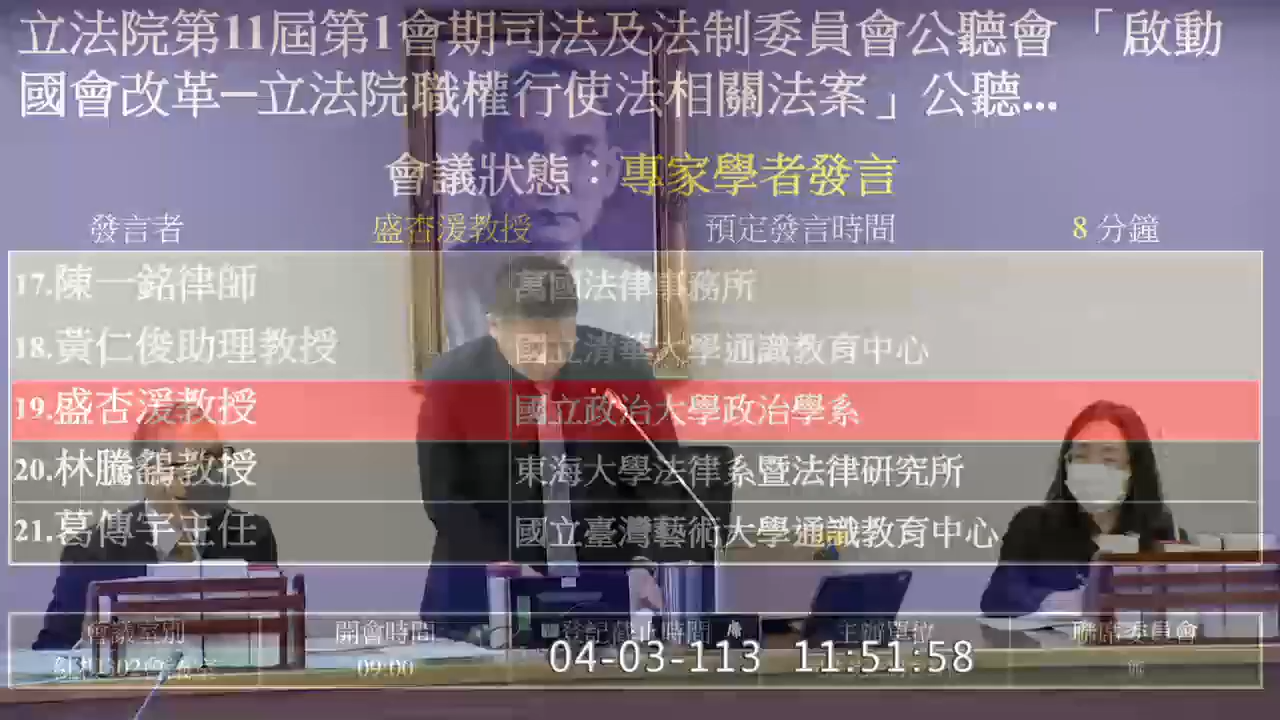 立法院第11屆第1會期司法及法制委員會公聽會 「啟動
國會改革─立法院職權行使法相關法案」公聽...
會議狀態：專家學者發言
發言者 盛杏湲教授 預定發言時間 8 分鐘
17.陳一銘律師 萬國法律事務所
18.黃仁俊助理教授 國立清華大學通識教育中心
19.盛杏湲教授 國立政治大學政治學系
20.林騰鷂教授 東海大學法律系暨法律研究所
21.葛傳宇主任 國立臺灣藝術大學通識教育中心
會議室別 開會時間 登記截止時間 主辦單位 聯席委員會
09:00
04-03-113 11:51:58